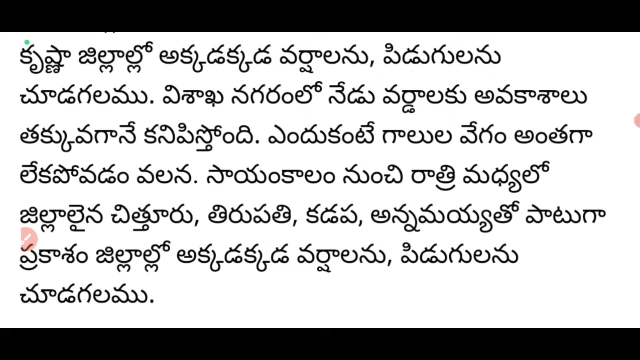 కృష్ణా జిల్లాల్లో అక్కడక్కడ వర్షాలను, పిడుగులను
చూడగలము. విశాఖ నగరంలో నేడు వర్డాలకు అవకాశాలు
తక్కువగానే కనిపిస్తోంది. ఎందుకంటే గాలుల వేగం అంతగా
లేకపోవడం వలన. సాయంకాలం నుంచి రాత్రి మధ్యలో
జిల్లాలైన చిత్తూరు, తిరుపతి, కడప, అన్నమయ్యతో పాటుగా
ప్రకాశం జిల్లాల్లో అక్కడక్కడ వర్షాలను, పిడుగులను
చూడగలము.